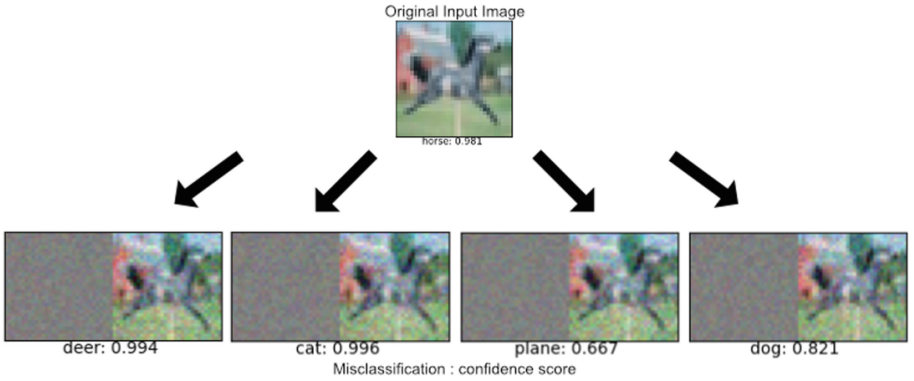 Original Input Image
horse: 0.981
deer: 0.994
cat: 0.996
plane: 0.667
dog: 0.821
Misclassification : confidence score